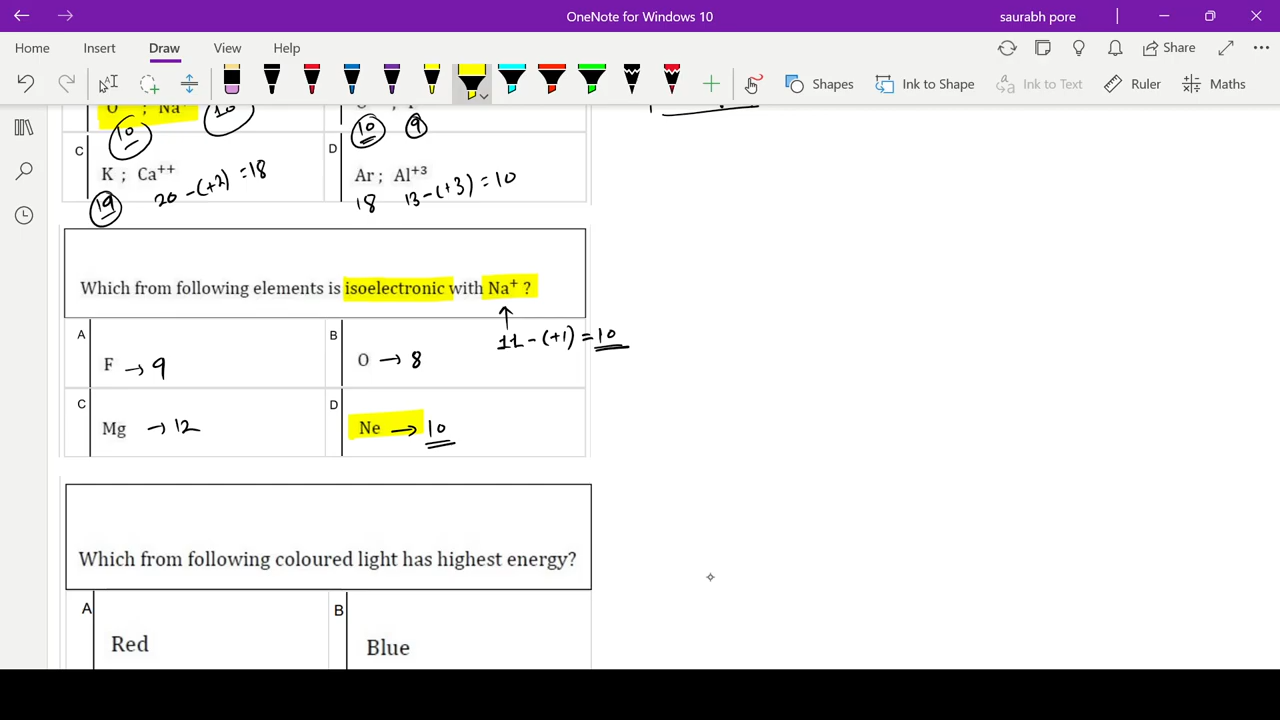 OneNote for Windows 10
saurabh pore
Home Insert Draw View Help
Share
Shapes Ink to Shape Ink to Text Ruler Maths
O ; Na
10 10
10 9
C
K ; Ca++
19 20 - (+2) = 18
D
Ar ; Al+3
18 13 - (+3) = 10
Which from following elements is isoelectronic with Na+ ?
11 - (+1) = 10
A
F → 9
B
O → 8
C
Mg → 12
D
Ne → 10
Which from following coloured light has highest energy?
A
Red
B
Blue